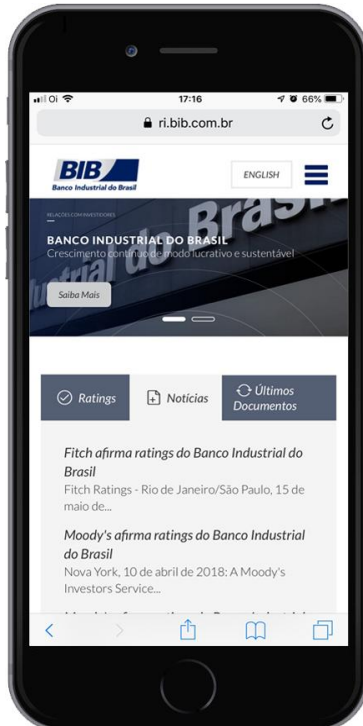 Oi 17:16 66%
ri.bib.com.br
BIB
Banco Industrial do Brasil
ENGLISH
RELAÇÕES COM INVESTIDORES
BANCO INDUSTRIAL DO BRASIL
Crescimento contínuo de modo lucrativo e sustentável
Industrial do Brasil
Saiba Mais
Ratings
Notícias
Últimos
Documentos
Fitch afirma ratings do Banco Industrial do
Brasil
Fitch Ratings - Rio de Janeiro/São Paulo, 15 de
maio de...
Moody's afirma ratings do Banco Industrial
do Brasil
Nova York, 10 de abril de 2018: A Moody's
Investors Service...